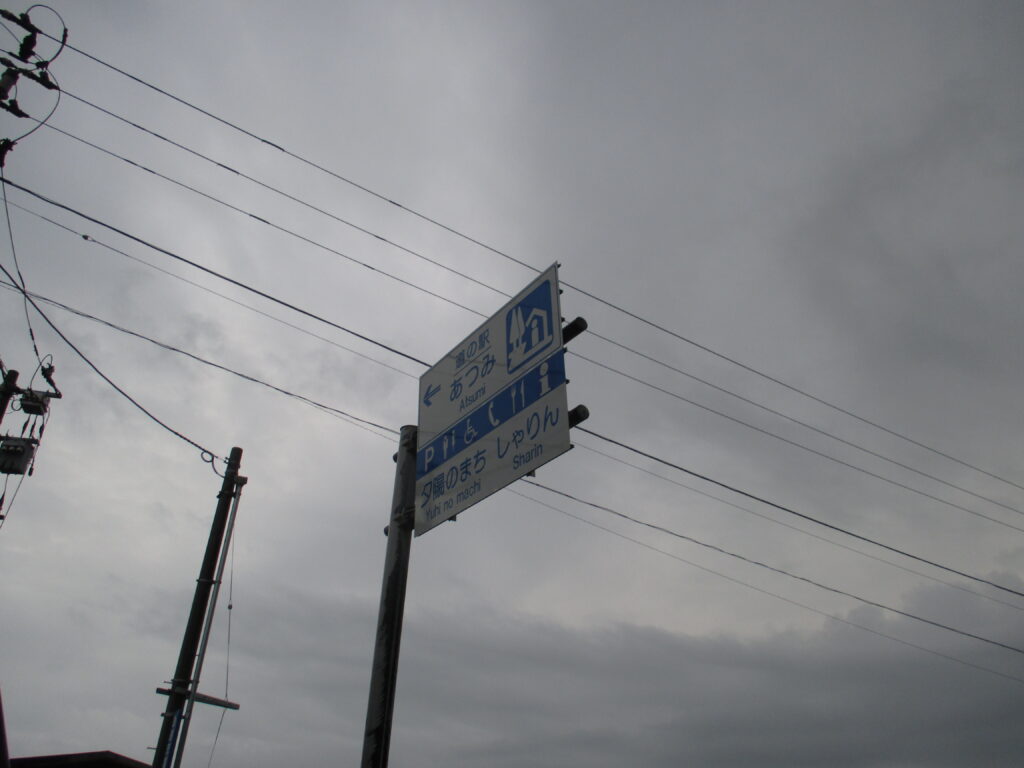 道の駅
← あつみ
Atsumi
P i
夕陽のまち しゃりん
Yuhi no machi Sharin